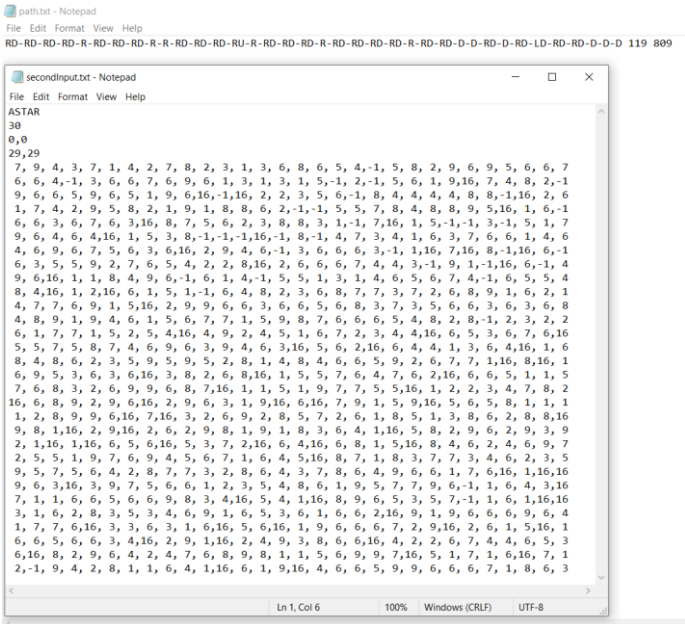 path.txt - Notepad
File Edit Format View Help
RD-RD-RD-RD-R-RD-RD-RD-R-R-RD-RD-RD-RU-R-RD-RD-RD-RD-R-RD-RD-RD-RD-R-RD-RD-D-D-RD-D-RD-LD-RD-RD-D-D-D 119 809
secondInput.txt - Notepad
File Edit Format View Help
ASTAR
30
0,0
29,29
7, 9, 4, 3, 7, 1, 4, 2, 7, 8, 2, 3, 1, 3, 6, 8, 6, 5, 4,-1, 5, 8, 2, 9, 6, 9, 5, 6, 6, 7
6, 6, 4,-1, 3, 6, 6, 7, 6, 9, 6, 1, 3, 1, 3, 1, 5,-1, 2,-1, 5, 6, 1, 9,16, 7, 4, 8, 2,-1
9, 6, 6, 5, 9, 6, 5, 1, 9, 6,16,-1,16, 2, 2, 3, 5, 6,-1, 8, 4, 4, 4, 4, 8, 8,-1,16, 2, 6
1, 7, 4, 2, 9, 5, 8, 2, 1, 9, 1, 8, 8, 6, 2,-1,-1, 5, 5, 7, 8, 4, 8, 8, 9, 5,16, 1, 6,-1
6, 6, 3, 6, 7, 6, 3,16, 8, 7, 5, 6, 2, 3, 8, 8, 3, 1,-1, 7,16, 1, 5,-1,-1, 3,-1, 5, 1, 7
9, 6, 4, 6, 4,16, 1, 5, 3, 8,-1,-1,-1,16,-1, 8,-1, 4, 7, 3, 4, 1, 6, 3, 7, 6, 6, 1, 4, 6
4, 6, 9, 6, 7, 5, 6, 3, 6,16, 2, 9, 4, 6,-1, 3, 6, 6, 6, 3,-1, 1,16, 7,16, 8,-1,16, 6,-1
6, 3, 5, 5, 9, 2, 7, 6, 5, 4, 2, 2, 8,16, 2, 6, 6, 6, 7, 4, 4, 3,-1, 9, 1,-1,16, 6,-1, 4
9, 6,16, 1, 1, 8, 4, 9, 6,-1, 6, 1, 4,-1, 5, 5, 1, 3, 1, 4, 6, 5, 6, 7, 4,-1, 6, 5, 5, 4
8, 4,16, 1, 2,16, 6, 1, 5, 1,-1, 6, 4, 8, 2, 3, 6, 8, 7, 7, 3, 7, 2, 6, 8, 9, 1, 6, 2, 1
4, 7, 7, 6, 9, 1, 5,16, 2, 9, 9, 6, 6, 3, 6, 6, 5, 6, 8, 3, 7, 3, 5, 6, 6, 3, 6, 3, 6, 8
4, 8, 9, 1, 9, 4, 6, 1, 5, 6, 7, 7, 1, 5, 9, 8, 7, 6, 6, 6, 5, 4, 8, 2, 8,-1, 2, 3, 2, 2
6, 1, 7, 7, 1, 5, 2, 5, 4,16, 4, 9, 2, 4, 5, 1, 6, 7, 2, 3, 4, 4,16, 6, 5, 3, 6, 7, 6,16
5, 5, 7, 5, 8, 7, 4, 6, 9, 6, 3, 9, 4, 6, 3,16, 5, 6, 2,16, 6, 4, 4, 1, 3, 6, 4,16, 1, 6
8, 4, 8, 6, 2, 3, 5, 9, 5, 9, 5, 2, 8, 1, 4, 8, 4, 6, 6, 5, 9, 2, 6, 7, 7, 1,16, 8,16, 1
6, 9, 5, 3, 6, 3, 6,16, 3, 8, 2, 6, 8,16, 1, 5, 5, 7, 6, 4, 7, 6, 2,16, 6, 6, 5, 1, 1, 5
7, 6, 8, 3, 2, 6, 9, 9, 6, 8, 7,16, 1, 1, 5, 1, 9, 7, 7, 5, 5,16, 1, 2, 2, 3, 4, 7, 8, 2
16, 6, 8, 9, 2, 9, 6,16, 2, 9, 6, 3, 1, 9,16, 6,16, 7, 9, 1, 5, 9,16, 5, 6, 5, 8, 1, 1, 1
1, 2, 8, 9, 9, 6,16, 7,16, 3, 2, 6, 9, 2, 8, 5, 7, 2, 6, 1, 8, 5, 1, 3, 8, 6, 2, 8, 8,16
9, 8, 1,16, 2, 9,16, 2, 6, 2, 9, 8, 1, 9, 1, 8, 3, 6, 4, 1,16, 5, 8, 2, 9, 6, 2, 9, 3, 9
2, 1,16, 1,16, 6, 5, 6,16, 5, 3, 7, 2,16, 6, 4,16, 6, 8, 1, 5,16, 8, 4, 6, 2, 4, 6, 9, 7
2, 5, 5, 1, 9, 7, 6, 9, 4, 5, 6, 7, 1, 6, 4, 5,16, 8, 7, 1, 8, 3, 7, 7, 3, 4, 6, 2, 3, 5
9, 5, 7, 5, 6, 4, 2, 8, 7, 7, 3, 2, 8, 6, 4, 3, 7, 8, 6, 4, 9, 6, 6, 1, 7, 6,16, 1,16,16
9, 6, 3,16, 3, 9, 7, 5, 6, 6, 1, 2, 3, 5, 4, 8, 6, 1, 9, 5, 7, 7, 9, 6,-1, 1, 6, 4, 3,16
7, 1, 1, 6, 6, 5, 6, 6, 9, 8, 3, 4,16, 5, 4, 1,16, 8, 9, 6, 5, 3, 5, 7,-1, 1, 6, 1,16,16
3, 1, 6, 2, 8, 3, 5, 3, 4, 6, 9, 1, 6, 5, 3, 6, 1, 6, 6, 2,16, 9, 1, 9, 6, 6, 6, 9, 6, 4
1, 7, 7, 6,16, 3, 3, 6, 3, 1, 6,16, 5, 6,16, 1, 9, 6, 6, 6, 7, 2, 9,16, 2, 6, 1, 5,16, 1
6, 6, 5, 6, 6, 3, 4,16, 2, 9, 1,16, 2, 4, 9, 3, 8, 6, 6,16, 4, 2, 2, 6, 7, 4, 4, 6, 5, 3
6,16, 8, 2, 9, 6, 4, 2, 4, 7, 6, 8, 9, 8, 1, 1, 5, 6, 9, 9, 7,16, 5, 1, 7, 1, 6,16, 7, 1
2,-1, 9, 4, 2, 8, 1, 1, 6, 4, 1,16, 6, 1, 9,16, 4, 6, 6, 5, 9, 9, 6, 6, 6, 7, 1, 8, 6, 3
Ln 1, Col 6 100% Windows (CRLF) UTF-8